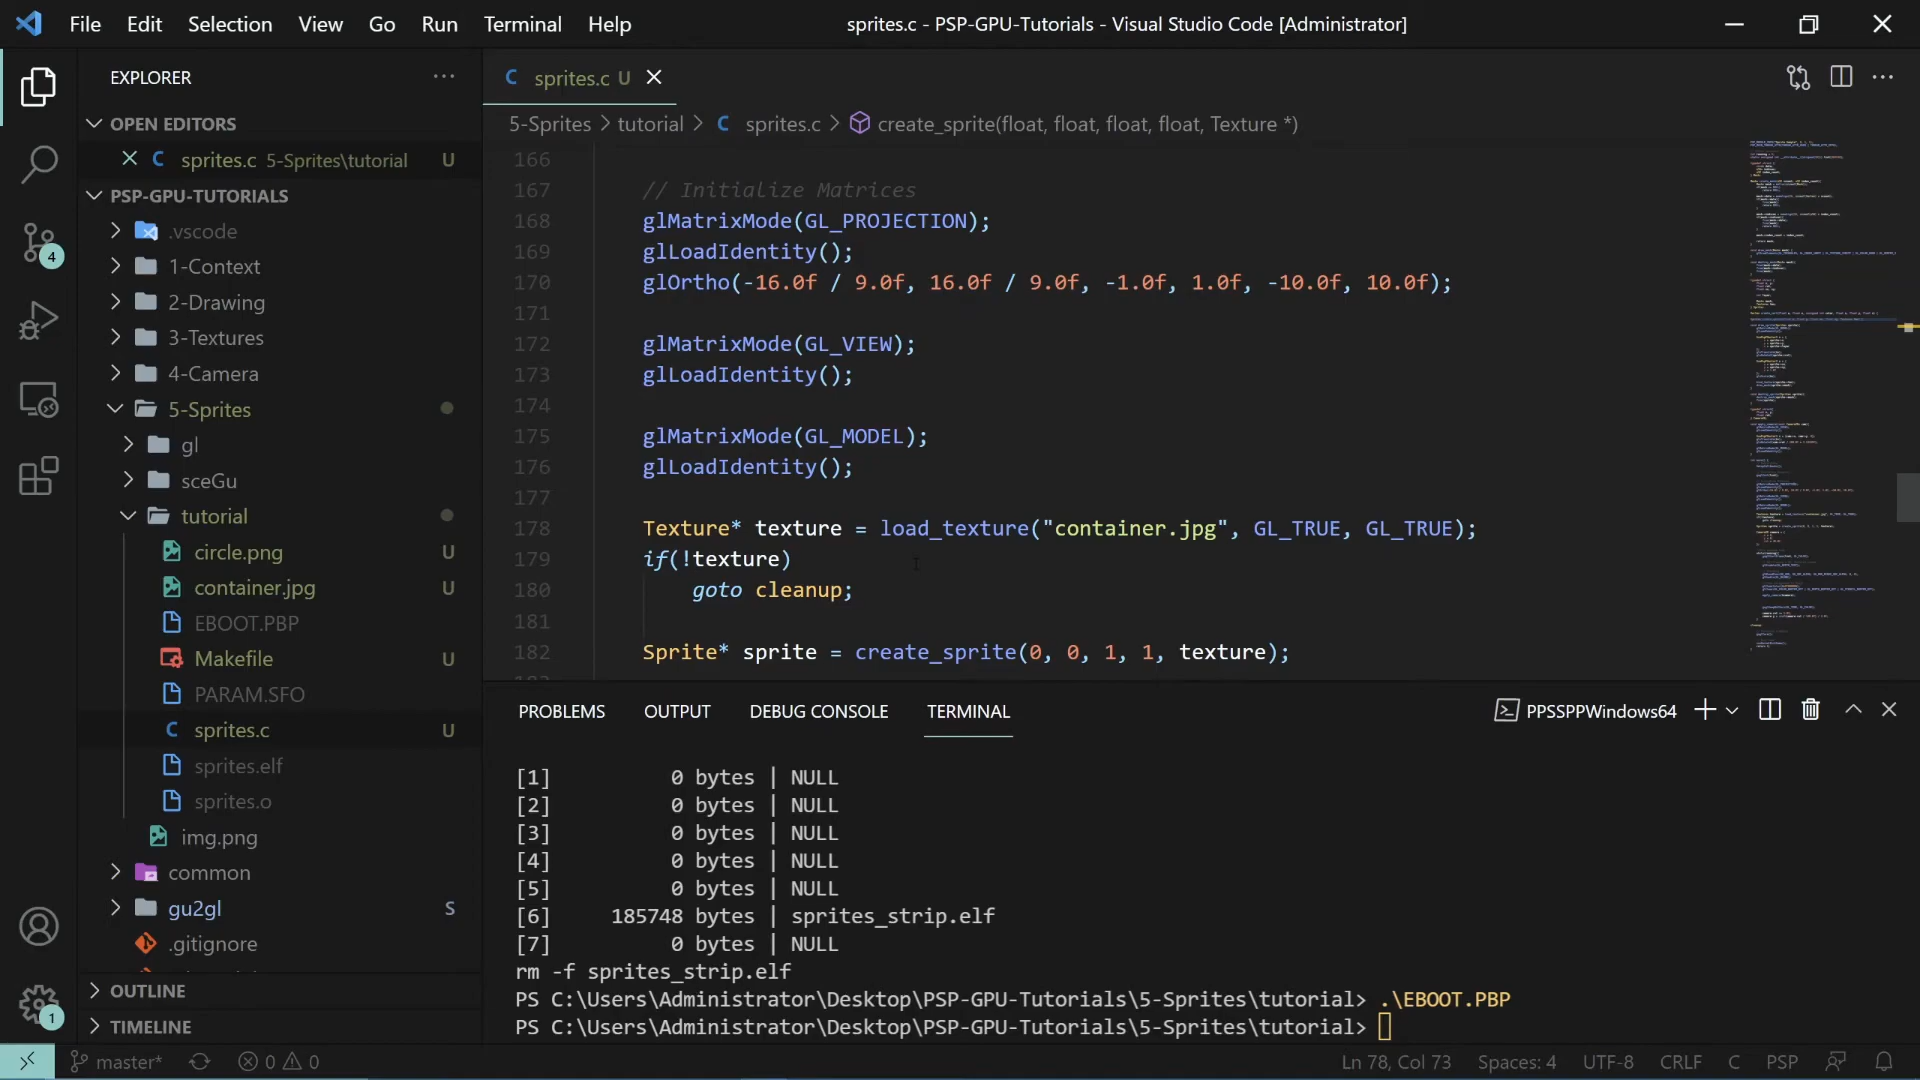 File Edit Selection View Go Run Terminal Help
sprites.c - PSP-GPU-Tutorials - Visual Studio Code [Administrator]
EXPLORER
OPEN EDITORS
sprites.c 5-Sprites\tutorial U
PSP-GPU-TUTORIALS
.vscode
1-Context
2-Drawing
3-Textures
4-Camera
5-Sprites
gl
sceGu
tutorial
circle.png U
container.jpg U
EBOOT.PBP
Makefile U
PARAM.SFO
sprites.c U
sprites.elf
sprites.o
img.png
common
gu2gl S
.gitignore
OUTLINE
TIMELINE
4
1
sprites.c U
5-Sprites > tutorial > C sprites.c > create_sprite(float, float, float, float, Texture *)
166
167 // Initialize Matrices
168 glMatrixMode(GL_PROJECTION);
169 glLoadIdentity();
170 glOrtho(-16.0f / 9.0f, 16.0f / 9.0f, -1.0f, 1.0f, -10.0f, 10.0f);
171
172 glMatrixMode(GL_VIEW);
173 glLoadIdentity();
174
175 glMatrixMode(GL_MODEL);
176 glLoadIdentity();
177
178 Texture* texture = load_texture("container.jpg", GL_TRUE, GL_TRUE);
179 if(!texture)
180 goto cleanup;
181
182 Sprite* sprite = create_sprite(0, 0, 1, 1, texture);
PROBLEMS OUTPUT DEBUG CONSOLE TERMINAL
PPSSPPWindows64
[1] 0 bytes | NULL
[2] 0 bytes | NULL
[3] 0 bytes | NULL
[4] 0 bytes | NULL
[5] 0 bytes | NULL
[6] 185748 bytes | sprites_strip.elf
[7] 0 bytes | NULL
rm -f sprites_strip.elf
PS C:\Users\Administrator\Desktop\PSP-GPU-Tutorials\5-Sprites\tutorial> .\EBOOT.PBP
PS C:\Users\Administrator\Desktop\PSP-GPU-Tutorials\5-Sprites\tutorial>
master* 0 0
Ln 78, Col 73 Spaces: 4 UTF-8 CRLF C PSP